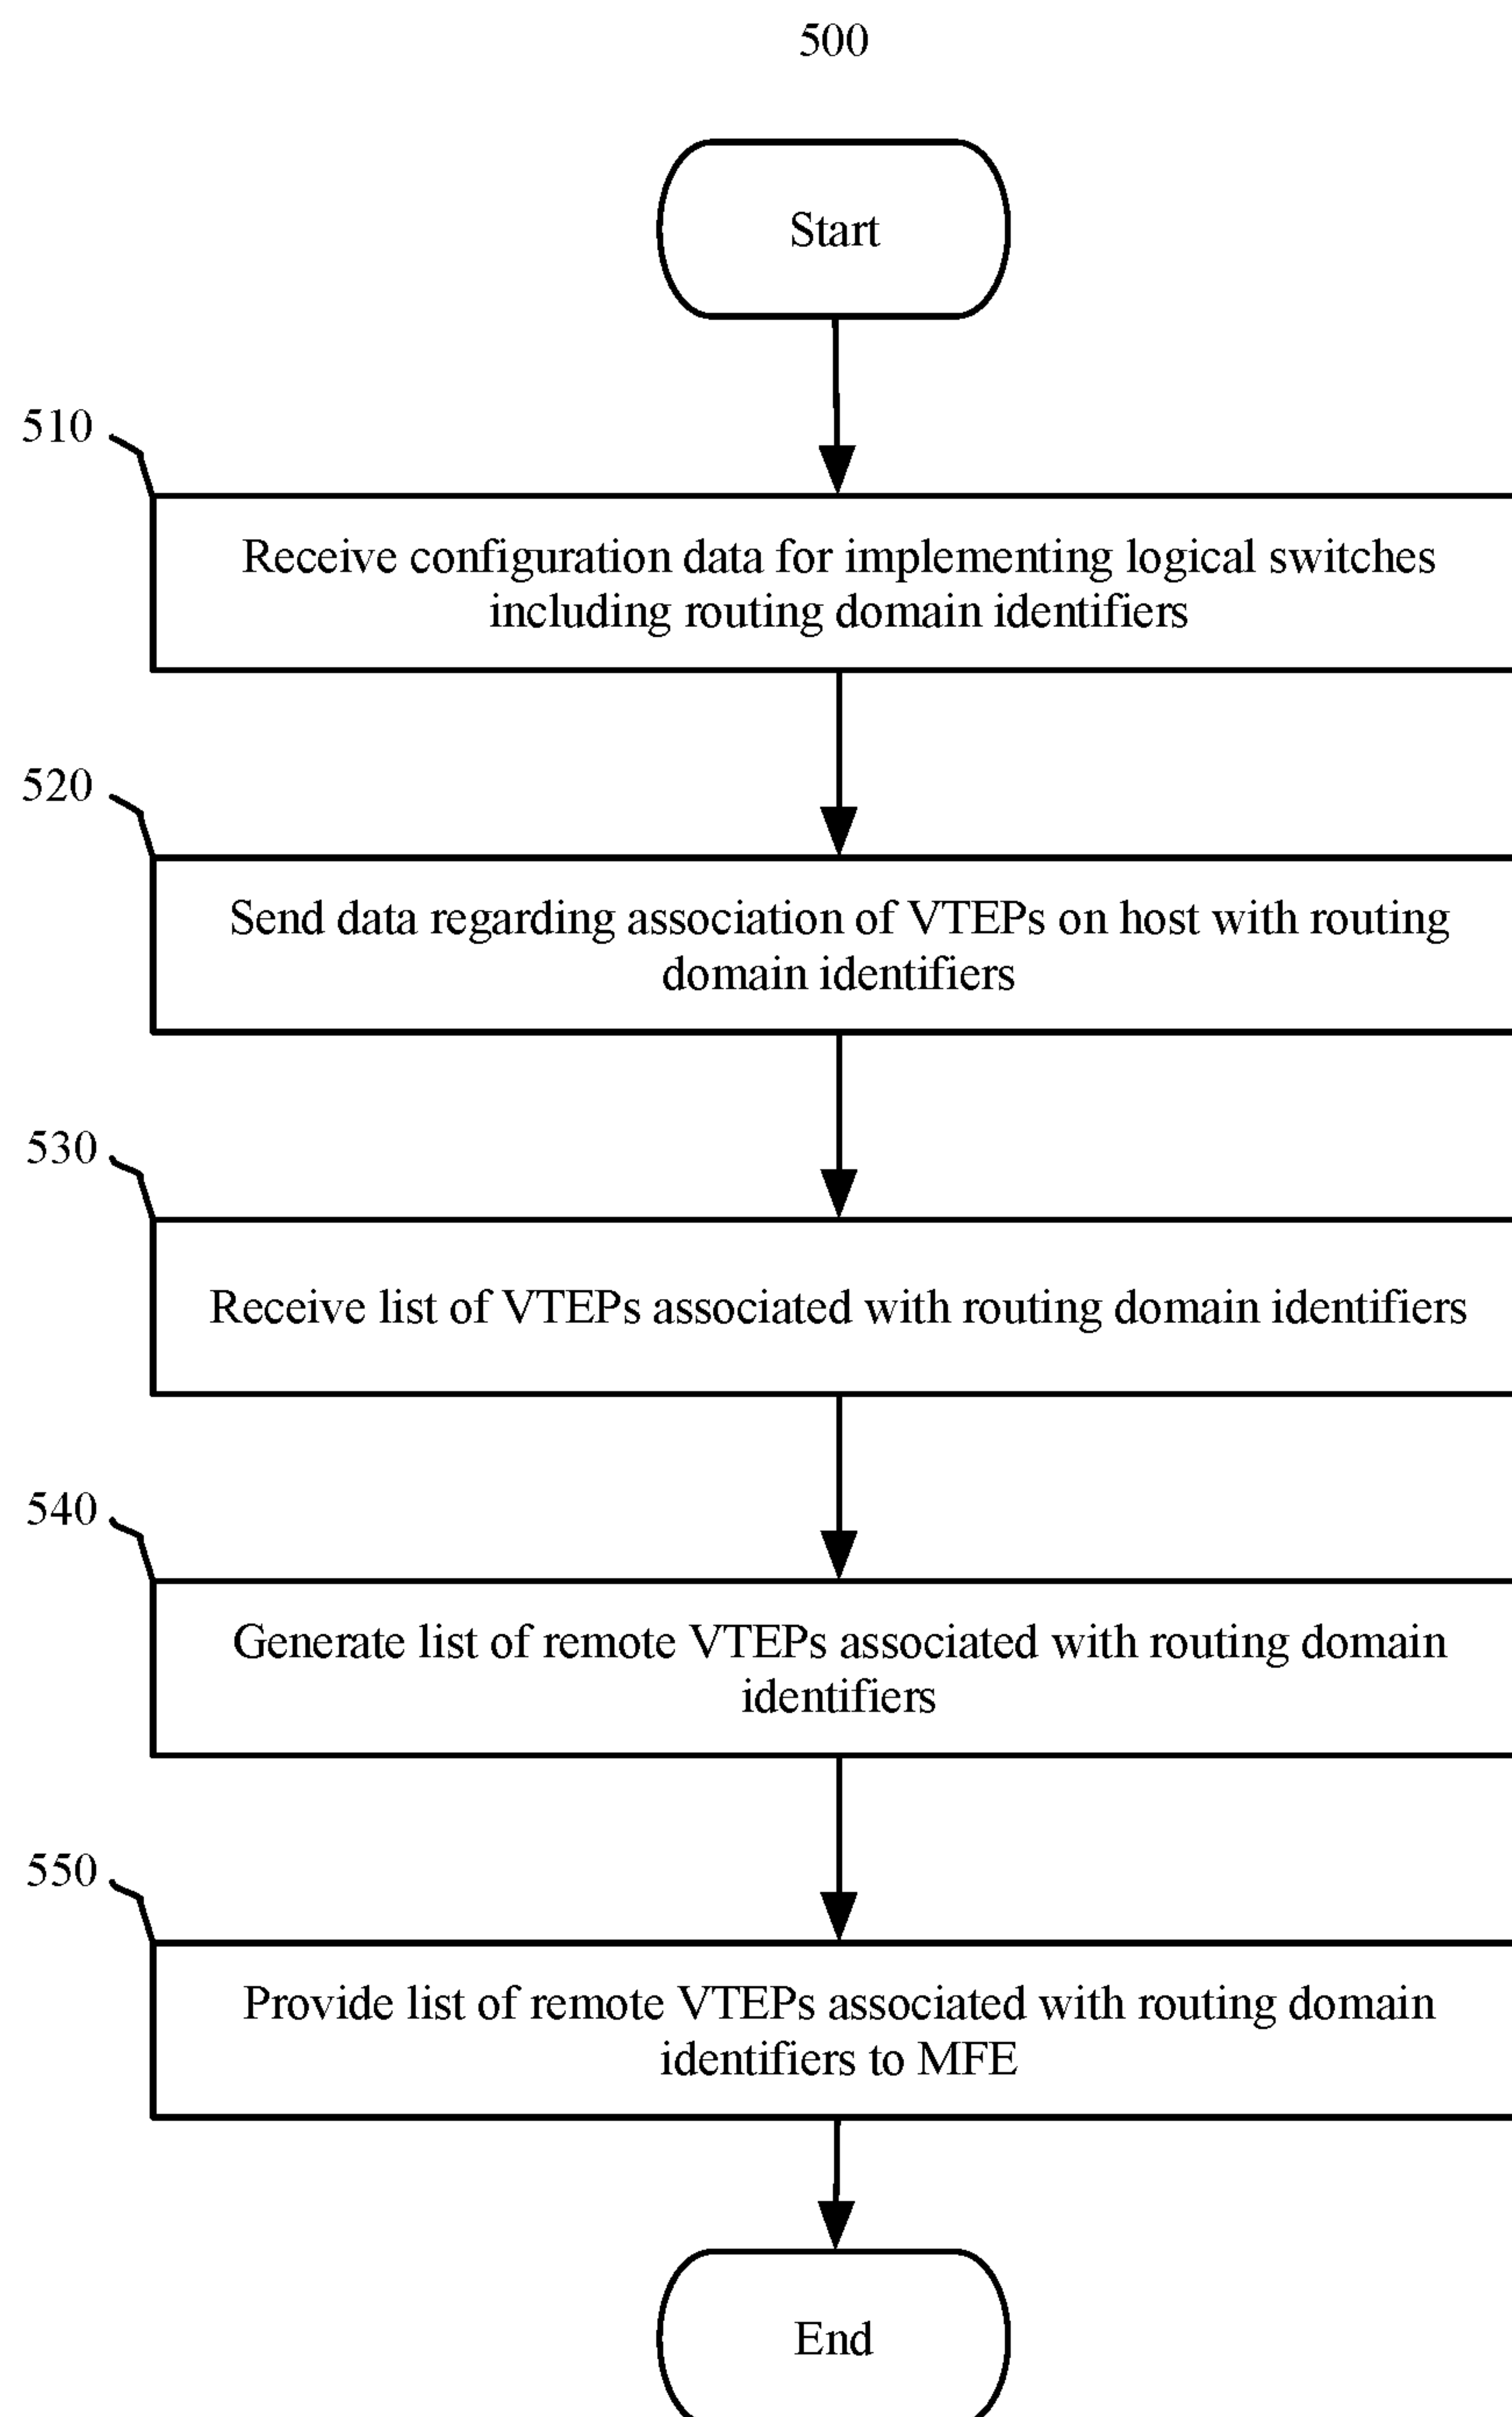 500
Start
510
Receive configuration data for implementing logical switches
including routing domain identifiers
520
Send data regarding association of VTEPs on host with routing
domain identifiers
530
Receive list of VTEPs associated with routing domain identifiers
540
Generate list of remote VTEPs associated with routing domain
identifiers
550
Provide list of remote VTEPs associated with routing domain
identifiers to MFE
End